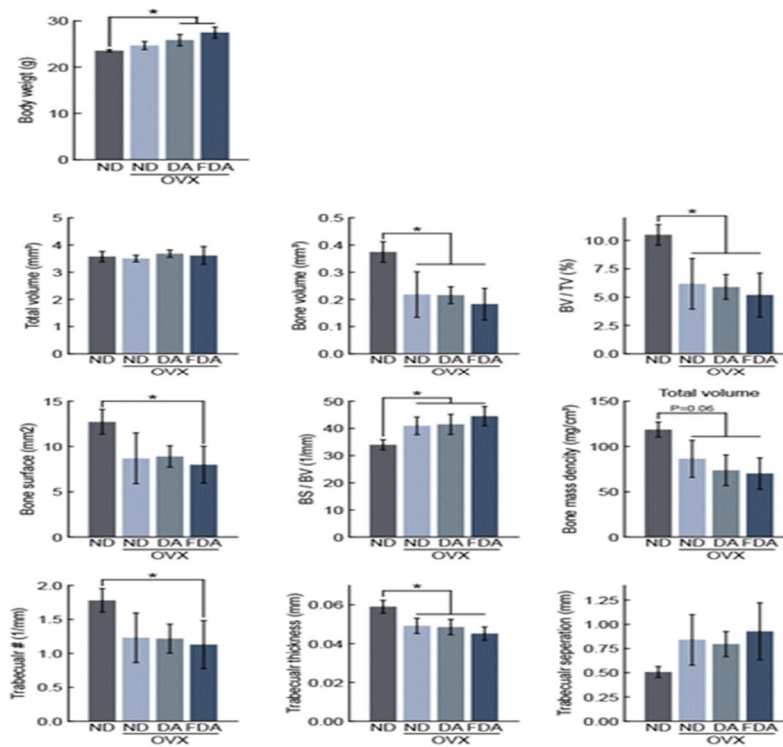 *
30
20
10
0
Body weigt (g)
ND ND DA FDA
OVX
5
4
3
2
1
0
Total volume (mm³)
ND ND DA FDA
OVX
*
0.5
0.4
0.3
0.2
0.1
0.0
Bone volume (mm³)
ND ND DA FDA
OVX
*
10.0
7.5
5.0
2.5
0.0
BV / TV (%)
ND ND DA FDA
OVX
*
15
10
5
0
Bone surface (mm2)
ND ND DA FDA
OVX
*
50
40
30
20
10
0
BS / BV (1/mm)
ND ND DA FDA
OVX
Total volume
P=0.06
150
100
50
0
Bone mass dencity (mg/cm³)
ND ND DA FDA
OVX
*
2.0
1.5
1.0
0.5
0.0
Trabecualr # (1/mm)
ND ND DA FDA
OVX
*
0.06
0.04
0.02
0.00
Trabecualr thickness (mm)
ND ND DA FDA
OVX
1.25
1.00
0.75
0.50
0.25
0.00
Trabecualr seperation (mm)
ND ND DA FDA
OVX